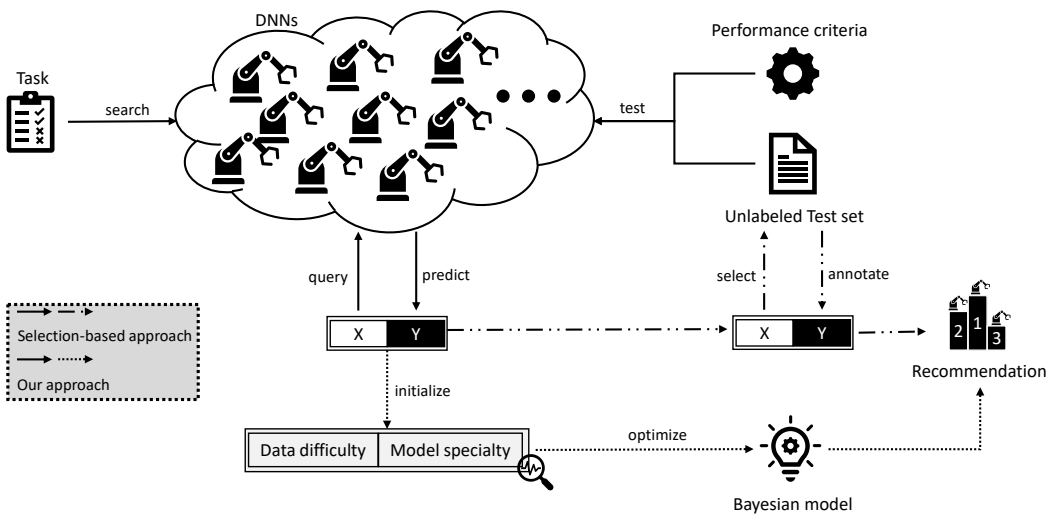 DNNs
Performance criteria
Task
search
test
Unlabeled Test set
query
predict
select
annotate
X Y
X Y
2 1 3
Selection-based approach
Our approach
Recommendation
initialize
Data difficulty Model specialty
optimize
Bayesian model